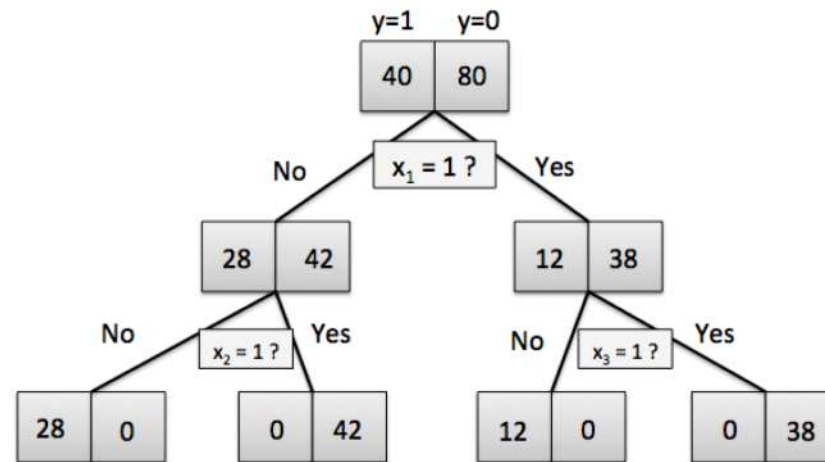 y=1 y=0
40 80
No x₁ = 1 ? Yes
28 42 12 38
No x₂ = 1 ? Yes No x₃ = 1 ? Yes
28 0 0 42 12 0 0 38